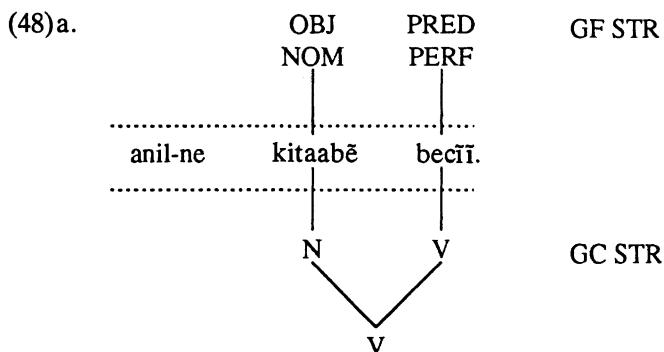 (48)a. OBJ PRED GF STR
NOM PERF
anil-ne kitaabẽ becĩĩ.
N V GC STR
V